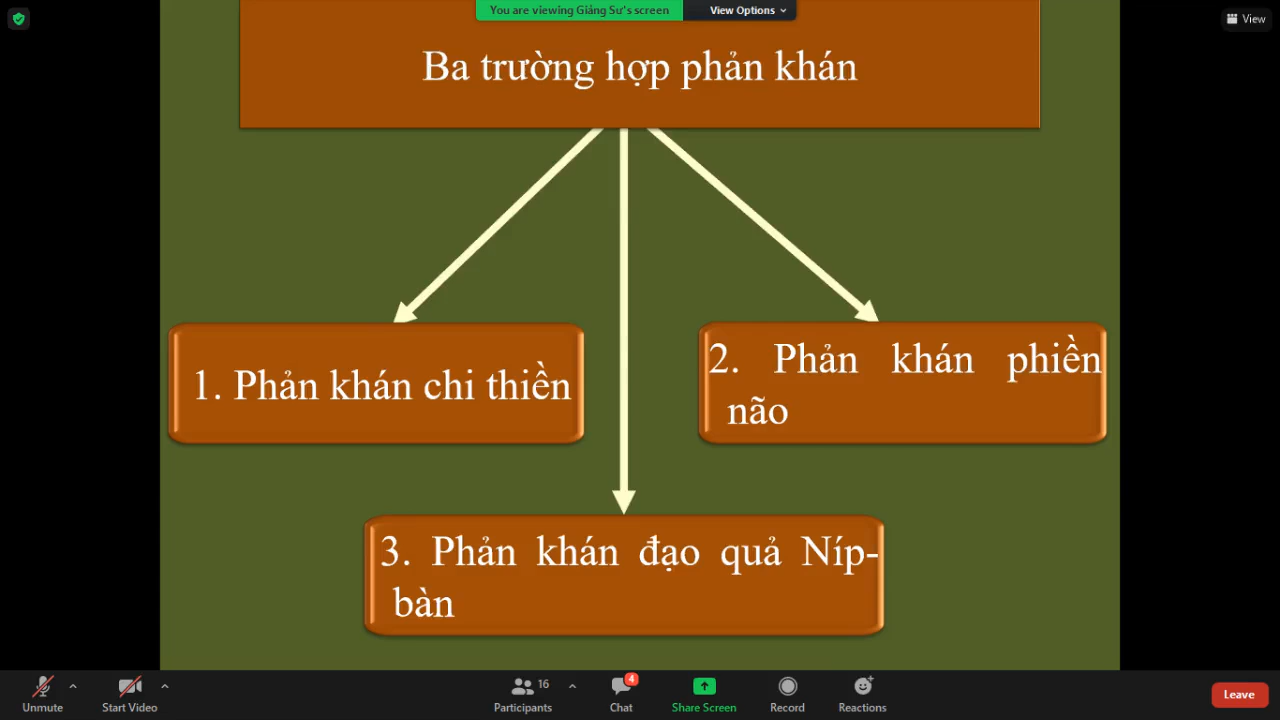 You are viewing Giảng Sư's screen
View Options
View
Ba trường hợp phản khán
1. Phản khán chi thiền
2. Phản khán phiền
não
3. Phản khán đạo quả Níp-
bàn
Unmute
Start Video
16
Participants
4
Chat
Share Screen
Record
Reactions
Leave